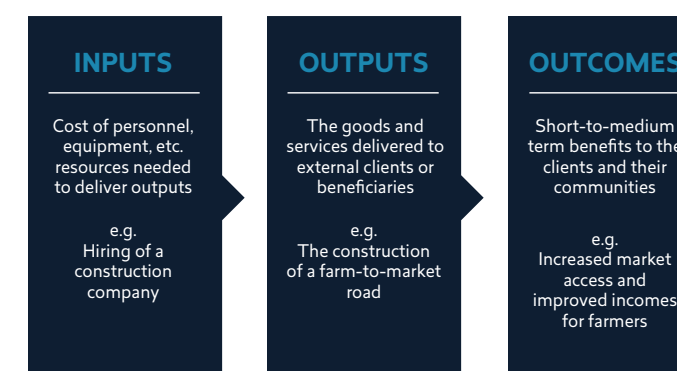 INPUTS
Cost of personnel,
equipment, etc.
resources needed
to deliver outputs
e.g.
Hiring of a
construction
company
OUTPUTS
The goods and
services delivered to
external clients or
beneficiaries
e.g.
The construction
of a farm-to-market
road
OUTCOMES
Short-to-medium
term benefits to the
clients and their
communities
e.g.
Increased market
access and
improved incomes
for farmers